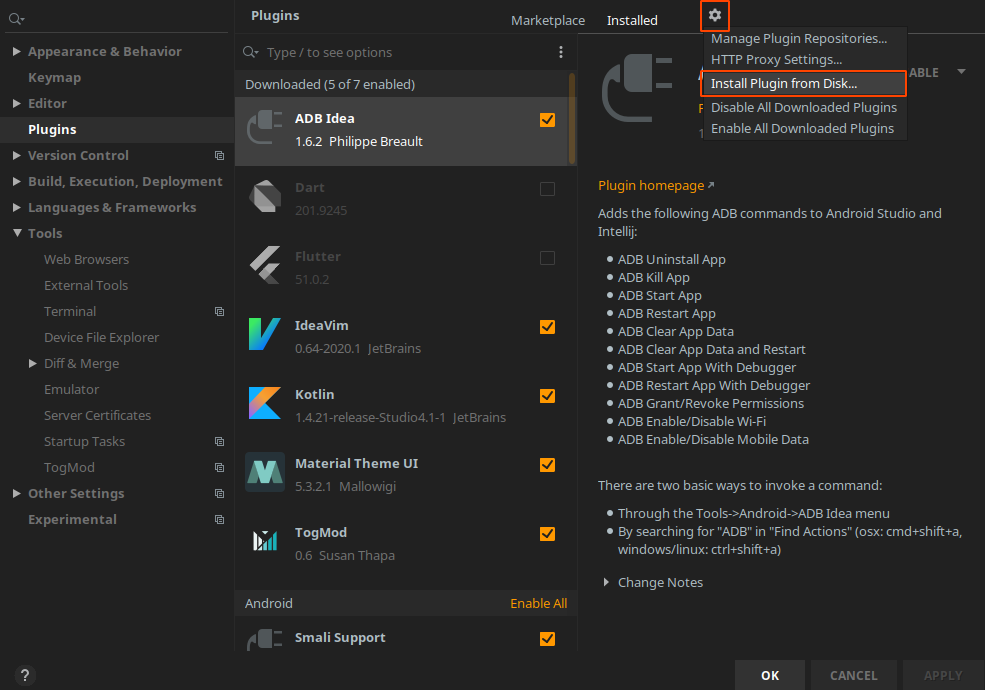 Appearance & Behavior
Keymap
Editor
Plugins
Version Control
Build, Execution, Deployment
Languages & Frameworks
Tools
Web Browsers
External Tools
Terminal
Device File Explorer
Diff & Merge
Emulator
Server Certificates
Startup Tasks
TogMod
Other Settings
Experimental
?
Plugins
Marketplace
Installed
Type / to see options
Downloaded (5 of 7 enabled)
ADB Idea
1.6.2 Philippe Breault
Dart
201.9245
Flutter
51.0.2
IdeaVim
0.64-2020.1 JetBrains
Kotlin
1.4.21-release-Studio4.1-1 JetBrains
Material Theme UI
5.3.2.1 Mallowigi
TogMod
0.6 Susan Thapa
Android
Enable All
Smali Support
Manage Plugin Repositories...
HTTP Proxy Settings...
Install Plugin from Disk...
Disable All Downloaded Plugins
Enable All Downloaded Plugins
Plugin homepage
Adds the following ADB commands to Android Studio and
Intellij:
ADB Uninstall App
ADB Kill App
ADB Start App
ADB Restart App
ADB Clear App Data
ADB Clear App Data and Restart
ADB Start App With Debugger
ADB Restart App With Debugger
ADB Grant/Revoke Permissions
ADB Enable/Disable Wi-Fi
ADB Enable/Disable Mobile Data
There are two basic ways to invoke a command:
Through the Tools->Android->ADB Idea menu
By searching for "ADB" in "Find Actions" (osx: cmd+shift+a,
windows/linux: ctrl+shift+a)
Change Notes
OK
CANCEL
APPLY